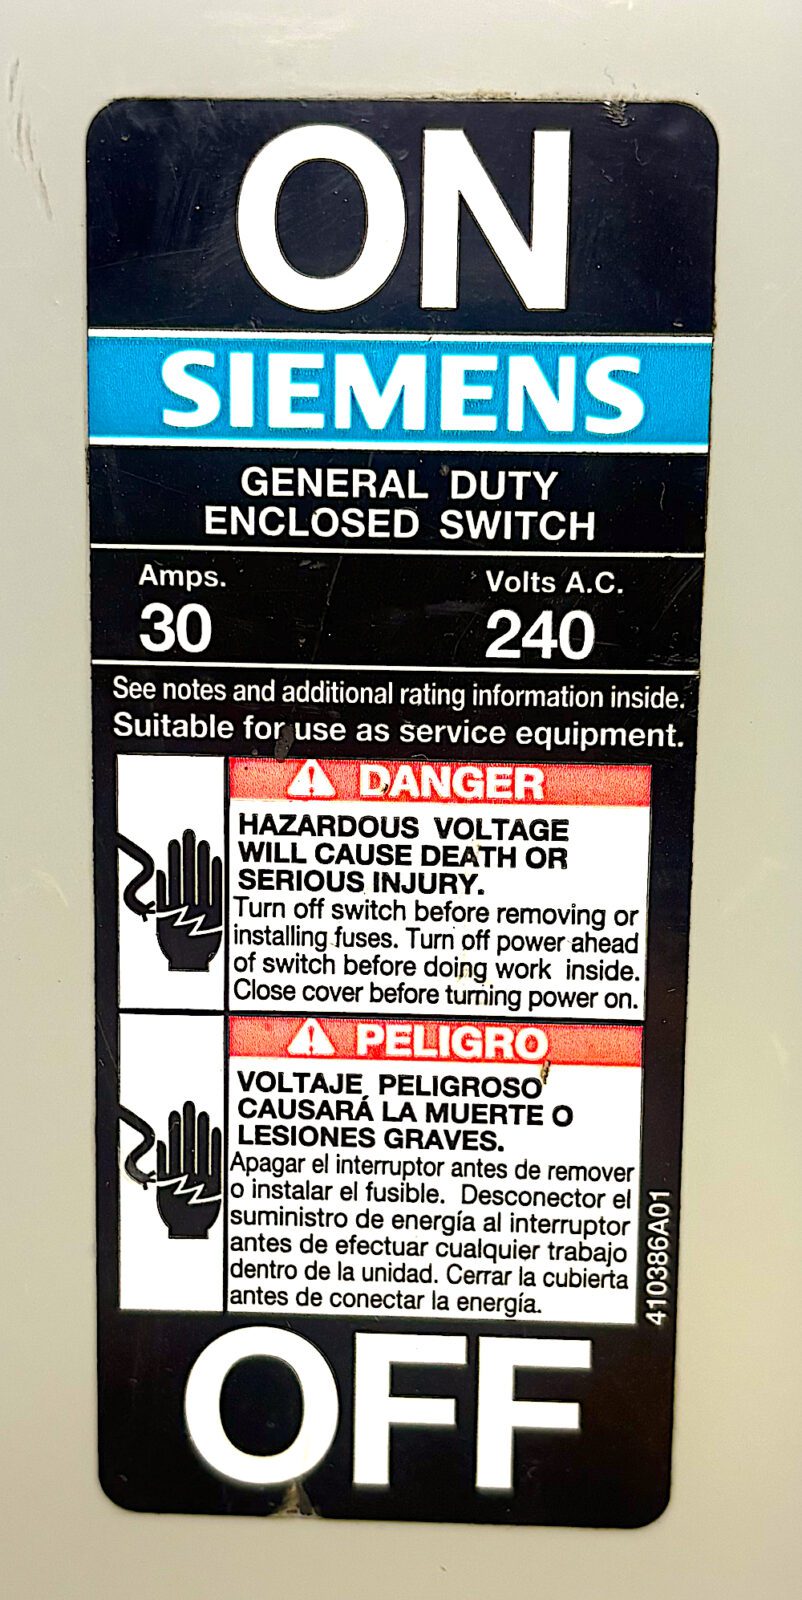 ON
SIEMENS
GENERAL DUTY
ENCLOSED SWITCH
Amps. Volts A.C.
30 240
See notes and additional rating information inside.
Suitable for use as service equipment.
DANGER
HAZARDOUS VOLTAGE
WILL CAUSE DEATH OR
SERIOUS INJURY.
Turn off switch before removing or
installing fuses. Turn off power ahead
of switch before doing work inside.
Close cover before turning power on.
PELIGRO
VOLTAJE PELIGROSO
CAUSARÁ LA MUERTE O
LESIONES GRAVES.
Apagar el interruptor antes de remover
o instalar el fusible. Desconector el
suministro de energía al interruptor
antes de efectuar cualquier trabajo
dentro de la unidad. Cerrar la cubierta
antes de conectar la energía.
410386A01
OFF